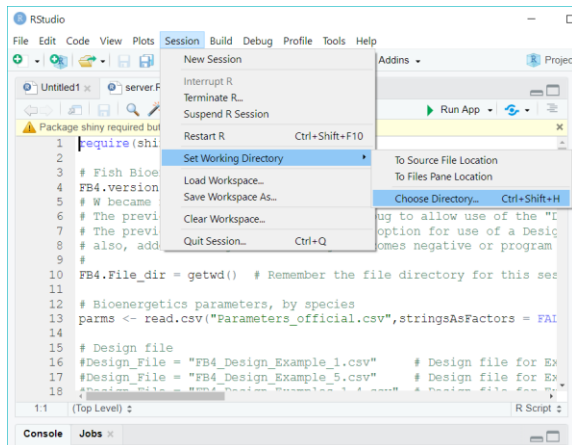 RStudio
File Edit Code View Plots Session Build Debug Profile Tools Help
Addins
Projec
Untitled1
server.R
New Session
Interrupt R
Terminate R...
Suspend R Session
Restart R Ctrl+Shift+F10
Set Working Directory
Load Workspace...
Save Workspace As...
Clear Workspace...
Quit Session... Ctrl+Q
To Source File Location
To Files Pane Location
Choose Directory... Ctrl+Shift+H
Run App
Package shiny required but
1 require(shi
2
3 # Fish Bioe
4 FB4.version
5 # W became
6 # The previ ug to allow use of the "D
7 # The previ option for use of a Desig
8 # also, add omes negative or program
9 #
10 FB4.File_dir = getwd() # Remember the file directory for this ses
11
12 # Bioenergetics parameters, by species
13 parms <- read.csv("Parameters_official.csv",stringsAsFactors = FAL
14
15 # Design file
16 #Design_File = "FB4_Design_Example_1.csv" # Design file for Ex
17 #Design_File = "FB4_Design_Example_5.csv" # Design file for Ex
18
1:1 (Top Level) R Script
Console Jobs